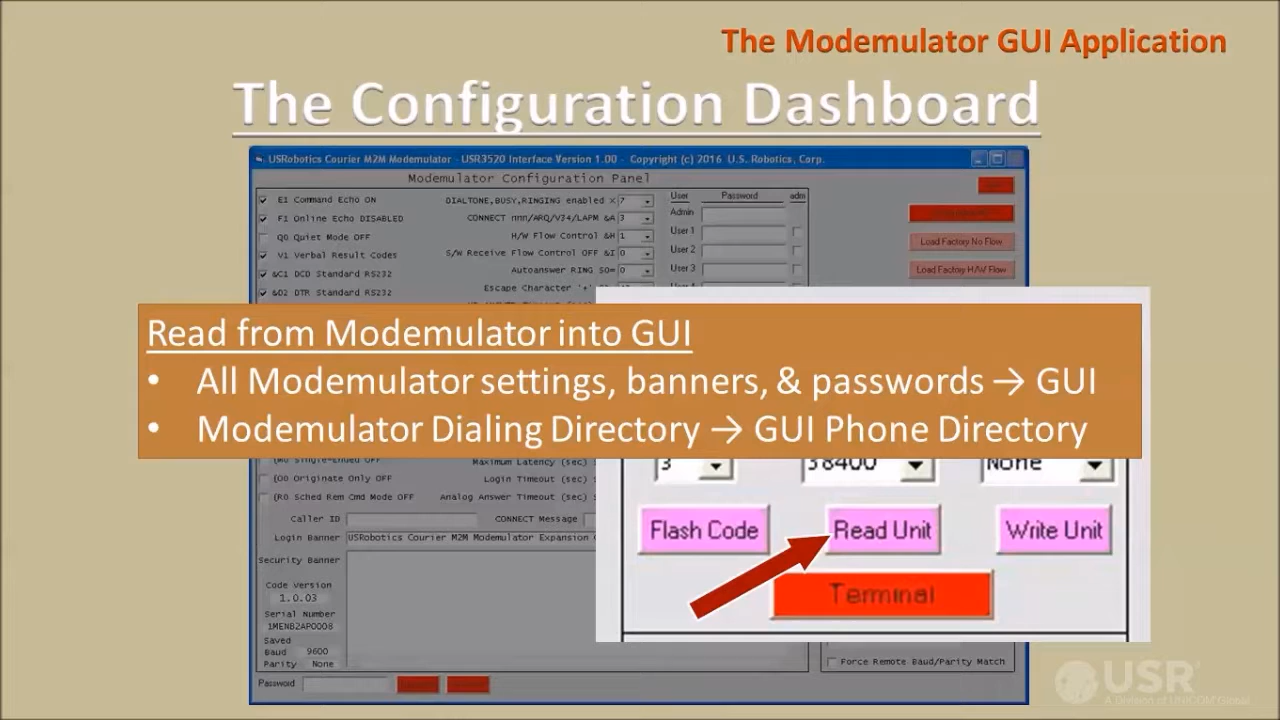 The Modemulator GUI Application
The Configuration Dashboard
USRobotics Courier M2M Modemulator - USR3520 Interface Version 1.00 - Copyright (c) 2016 U.S. Robotics, Corp.
Modemulator Configuration Panel
E1 Command Echo ON
F1 Online Echo DISABLED
Q0 Quiet Mode OFF
V1 Verbal Result Codes
&C1 DCD Standard RS232
&D2 DTR Standard RS232
DIALTONE,BUSY,RINGING enabled X 7
CONNECT nnn/ARQ/V34/LAPM &A 3
H/W Flow Control &H 1
S/W Receive Flow Control OFF &I 0
Autoanswer RING S0= 0
Escape Character '+'
User Password adm
Admin
User 1
User 2
User 3
Load Factory No Flow
Load Factory H/W Flow
Read from Modemulator into GUI
• All Modemulator settings, banners, & passwords → GUI
• Modemulator Dialing Directory → GUI Phone Directory
3 38400 None
Flash Code Read Unit Write Unit
Terminal
(M0 Single-Ended OFF
(O0 Originate Only OFF
(R0 Sched Rem Cmd Mode OFF
Maximum Latency (sec)
Login Timeout (sec)
Analog Answer Timeout (sec)
Caller ID CONNECT Message
Login Banner USRobotics Courier M2M Modemulator Expansion
Security Banner
Code Version
1.0.03
Serial Number
1MENB2AP0008
Saved
Baud 9600
Parity None
Password
Force Remote Baud/Parity Match
USR
A Division of UNICOM Global